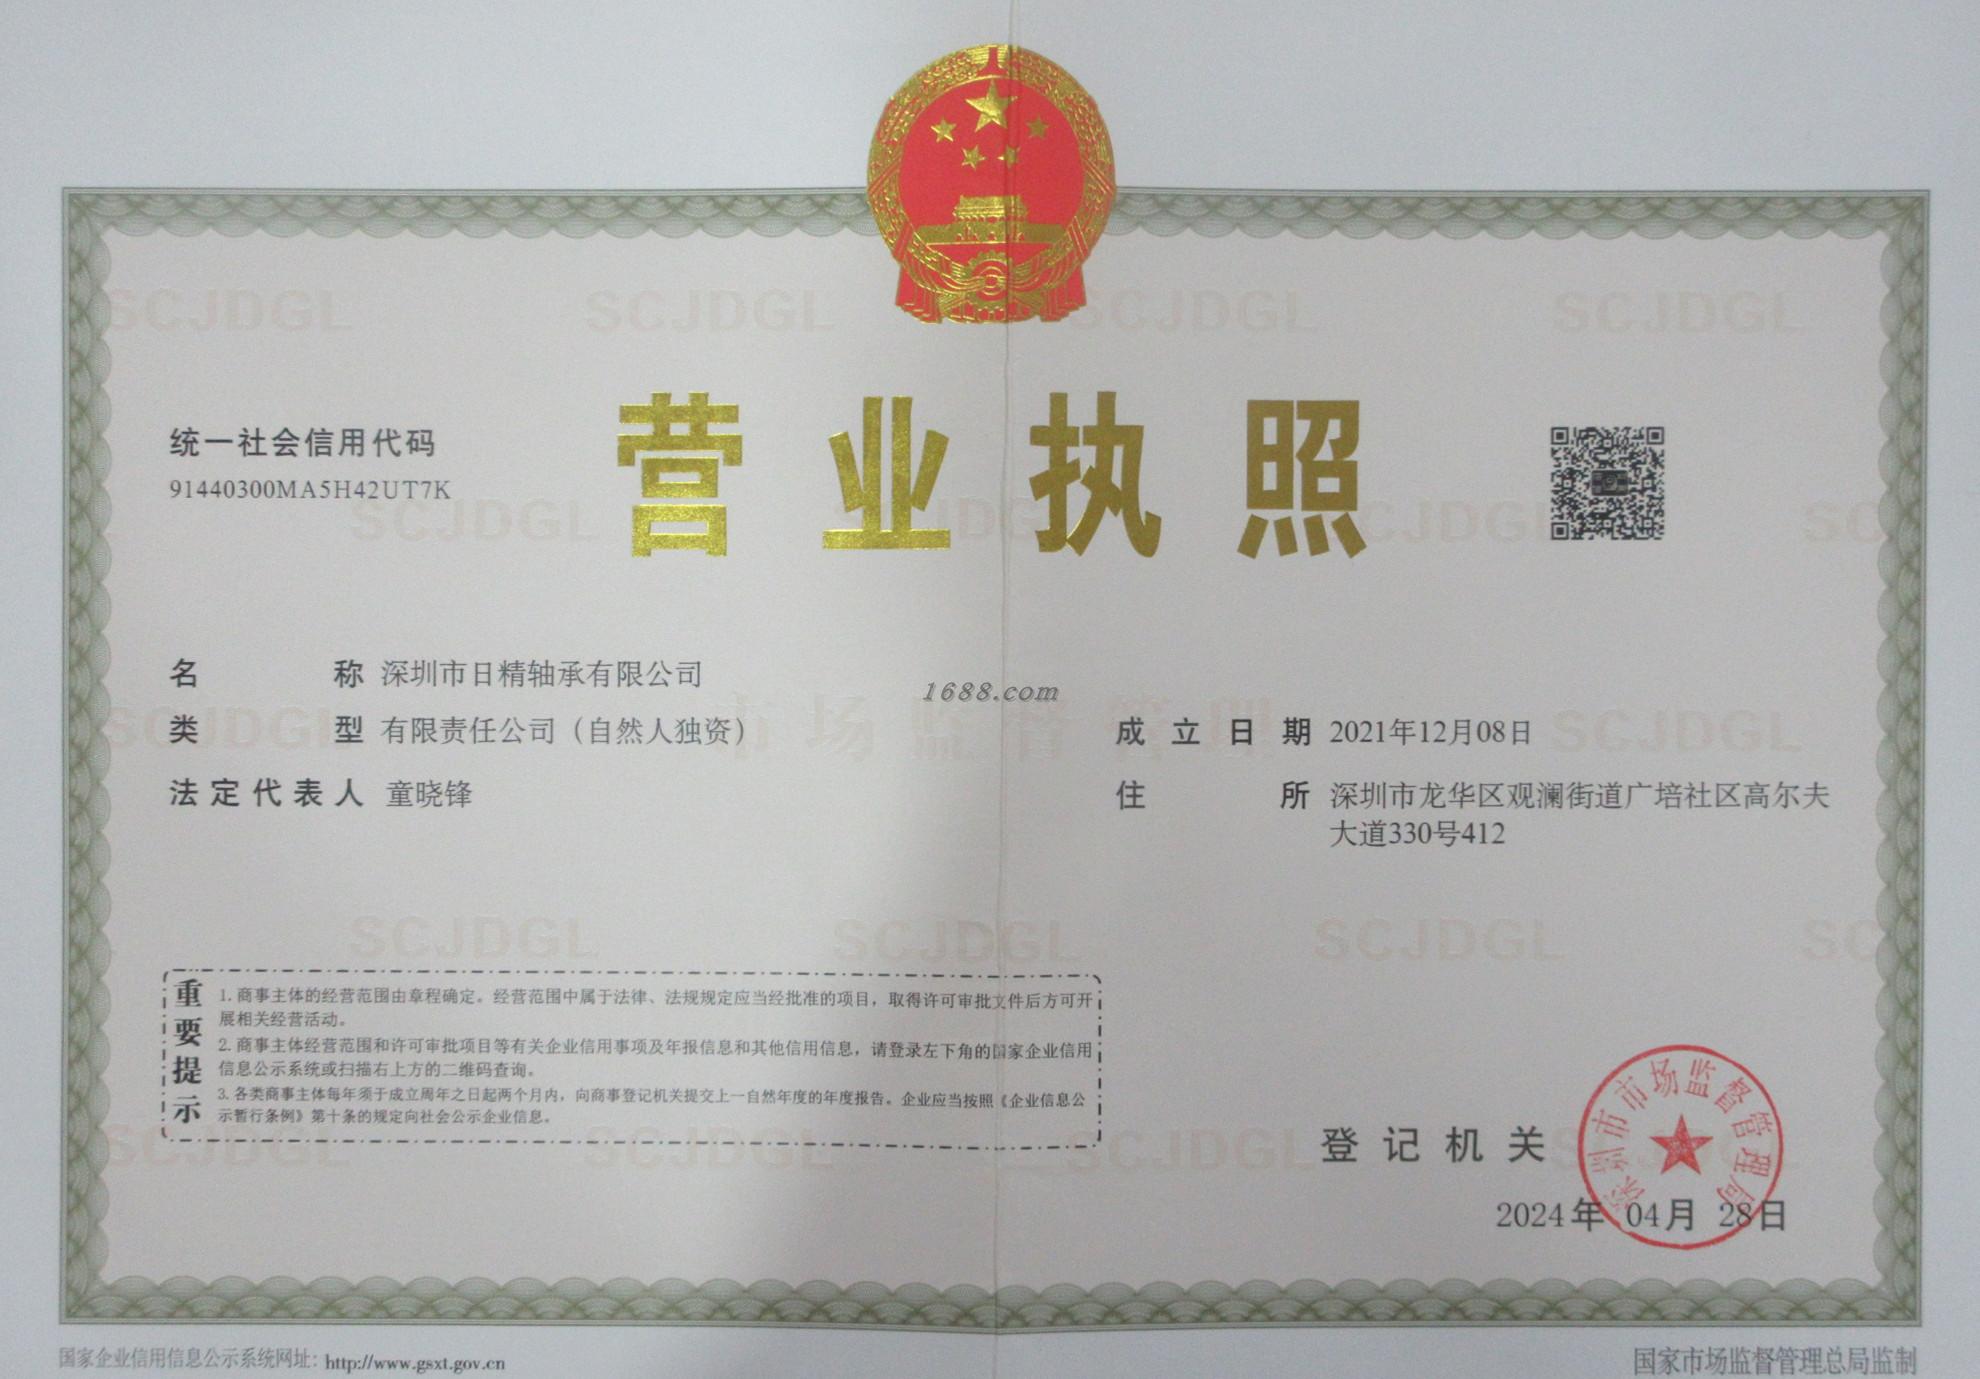 营业执照
统一社会信用代码
91440300MA5H42UT7K
名称 深圳市日精轴承有限公司
类型 有限责任公司（自然人独资）
法定代表人 童晓锋
成立日期 2021年12月08日
住所 深圳市龙华区观澜街道广培社区高尔夫
大道330号412
1688.com
重要提示
1. 商事主体的经营范围由章程确定。经营范围中属于法律、法规规定应当经批准的项目，取得许可审批文件后方可开
展相关经营活动。
2. 商事主体经营范围和许可审批项目等有关企业信用事项及年报信息和其他信用信息，请登录左下角的国家企业信用
信息公示系统或扫描右上方的二维码查询。
3. 各类商事主体每年须于成立周年之日起两个月内，向商事登记机关提交上一自然年度的年度报告。企业应当按照《企业信息公
示暂行条例》第十条的规定向社会公示企业信息。
登记机关
深圳市市场监督管理局
2024年 04月 28日
国家企业信用信息公示系统网址：http://www.gsxt.gov.cn
国家市场监督管理总局监制
SCJDGL
市场监督管理